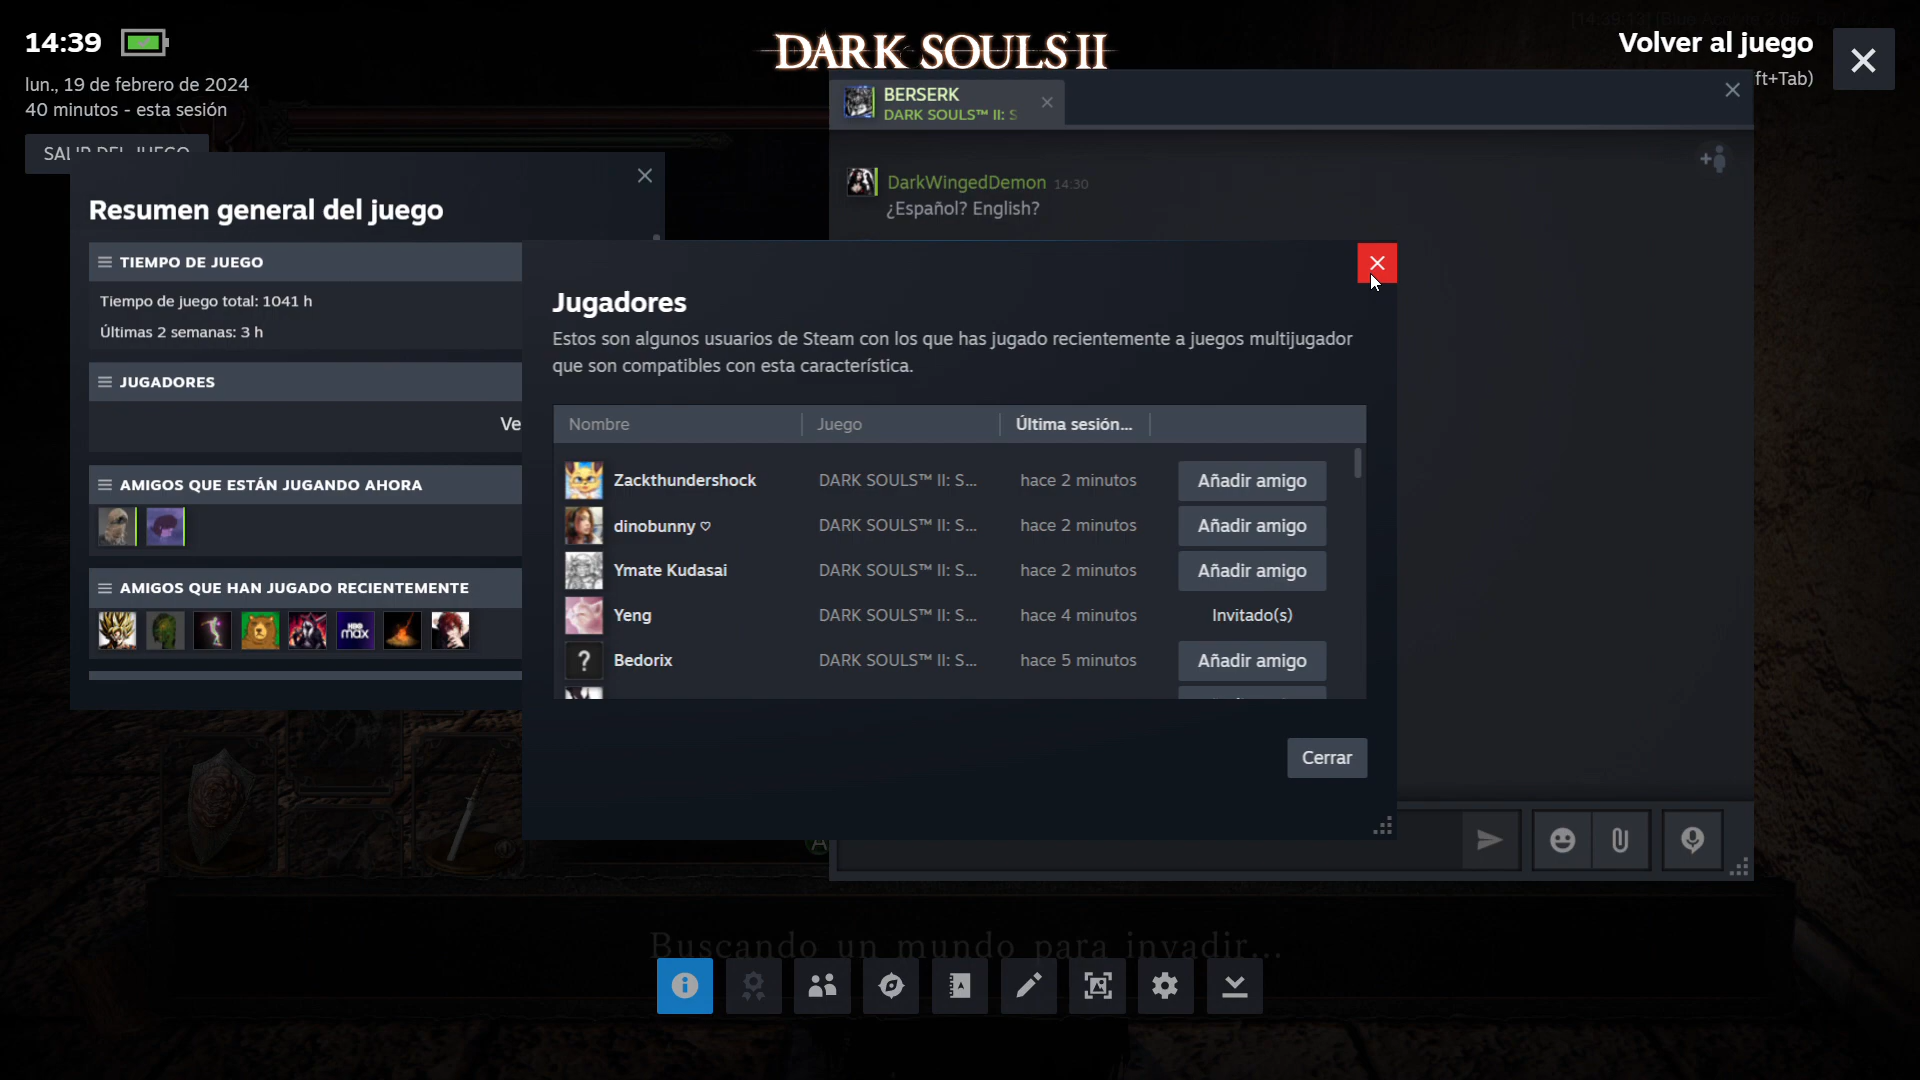 14:39
lun., 19 de febrero de 2024
40 minutos - esta sesión
DARK SOULS II
Volver al juego
ft+Tab)
BERSERK
DARK SOULS™ II: S
DarkWingedDemon 14:30
¿Español? English?
Resumen general del juego
TIEMPO DE JUEGO
Tiempo de juego total: 1041 h
Últimas 2 semanas: 3 h
JUGADORES
Ve
AMIGOS QUE ESTÁN JUGANDO AHORA
AMIGOS QUE HAN JUGADO RECIENTEMENTE
HBO
max
Jugadores
Estos son algunos usuarios de Steam con los que has jugado recientemente a juegos multijugador
que son compatibles con esta característica.
Nombre Juego Última sesión...
Zackthundershock DARK SOULS™ II: S... hace 2 minutos Añadir amigo
dinobunny ♡ DARK SOULS™ II: S... hace 2 minutos Añadir amigo
Ymate Kudasai DARK SOULS™ II: S... hace 2 minutos Añadir amigo
Yeng DARK SOULS™ II: S... hace 4 minutos Invitado(s)
? Bedorix DARK SOULS™ II: S... hace 5 minutos Añadir amigo
Cerrar
A
Buscando un mundo para invadir...